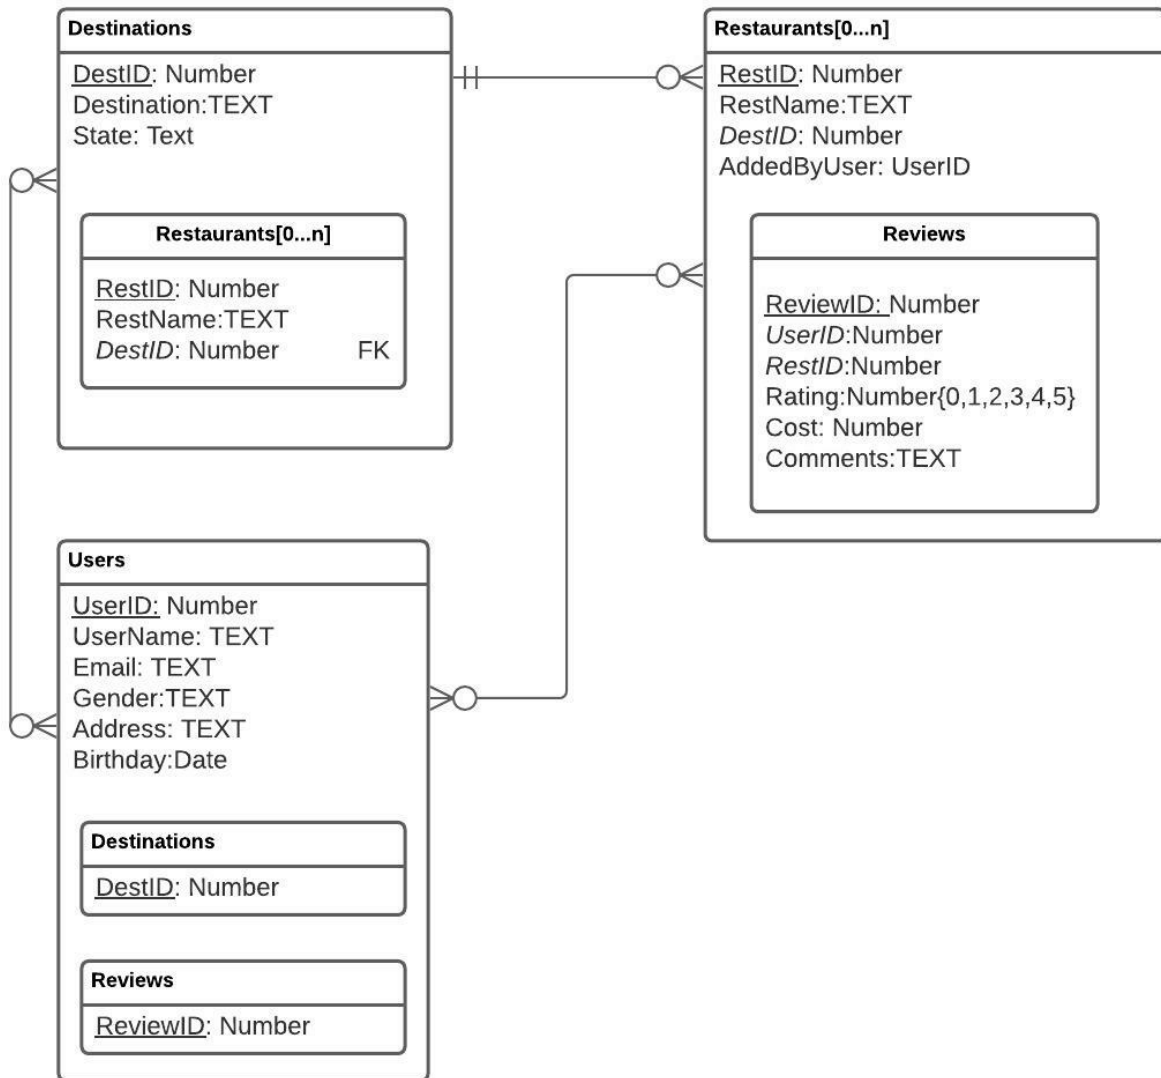 Destinations
DestID: Number
Destination:TEXT
State: Text
Restaurants[0...n]
RestID: Number
RestName:TEXT
DestID: Number FK
Restaurants[0...n]
RestID: Number
RestName:TEXT
DestID: Number
AddedByUser: UserID
Reviews
ReviewID: Number
UserID:Number
RestID:Number
Rating:Number{0,1,2,3,4,5}
Cost: Number
Comments:TEXT
Users
UserID: Number
UserName: TEXT
Email: TEXT
Gender:TEXT
Address: TEXT
Birthday:Date
Destinations
DestID: Number
Reviews
ReviewID: Number